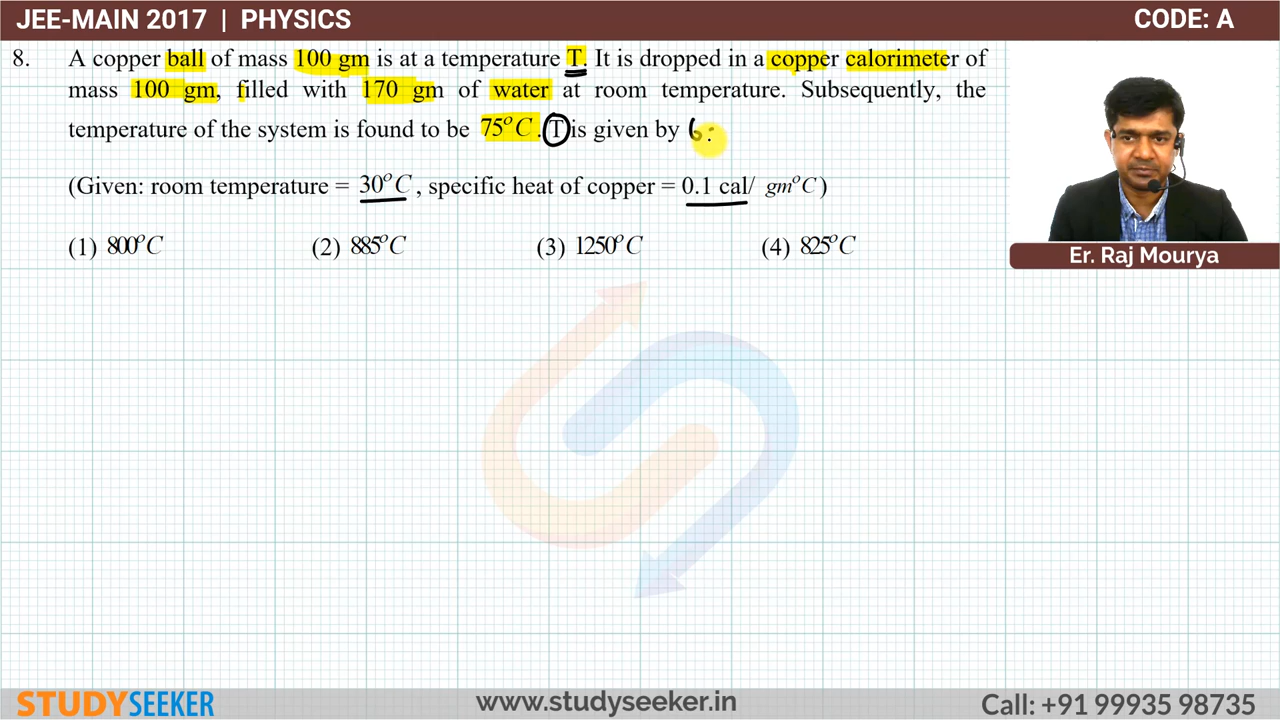 JEE-MAIN 2017 | PHYSICS
CODE: A
8. A copper ball of mass 100 gm is at a temperature T. It is dropped in a copper calorimeter of
mass 100 gm, filled with 170 gm of water at room temperature. Subsequently, the
temperature of the system is found to be 75°C. T is given by
(Given: room temperature = 30°C, specific heat of copper = 0.1 cal/ gm°C)
(1) 800°C (2) 885°C (3) 1250°C (4) 825°C
Er. Raj Mourya
STUDYSEEKER
www.studyseeker.in
Call: +91 99935 98735